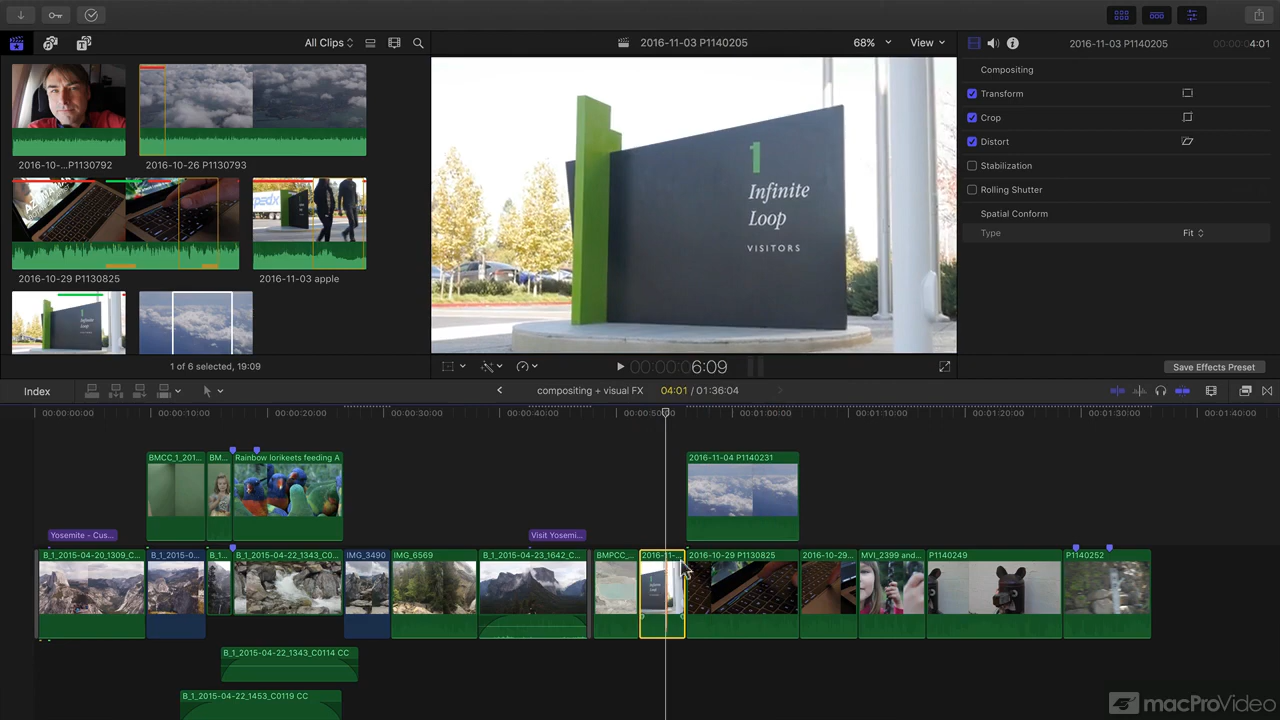 All Clips
2016-11-03 P1140205
68%
View
2016-11-03 P1140205
4:01
2016-10-...P1130792
2016-10-26 P1130793
2016-10-29 P1130825
2016-11-03 apple
1 of 6 selected, 19:09
1
Infinite
Loop
VISITORS
00:00:00:06:09
Compositing
Transform
Crop
Distort
Stabilization
Rolling Shutter
Spatial Conform
Type
Fit
Save Effects Preset
Index
compositing + visual FX
04:01 / 01:36:04
00:00:00:00
00:00:10:00
00:00:20:00
00:00:30:00
00:00:40:00
00:00:50:00
00:01:00:00
00:01:10:00
00:01:20:00
00:01:30:00
00:01:40:00
BMCC_1_201...
BM...
Rainbow lorikeets feeding A
2016-11-04 P1140231
Yosemite - Cus...
Visit Yosemi...
B_1_2015-04-20_1309_C0...
B_1_2015-0...
B_1...
B_1_2015-04-22_1343_C0...
IMG_3490
IMG_6569
B_1_2015-04-23_1642_C...
BMPCC_...
2016-11-...
2016-10-29 P1130825
2016-10-29...
MVI_2399 and...
P1140249
P1140252
B_1_2015-04-22_1343_C0114 CC
B_1_2015-04-22_1453_C0119 CC
macProVideo